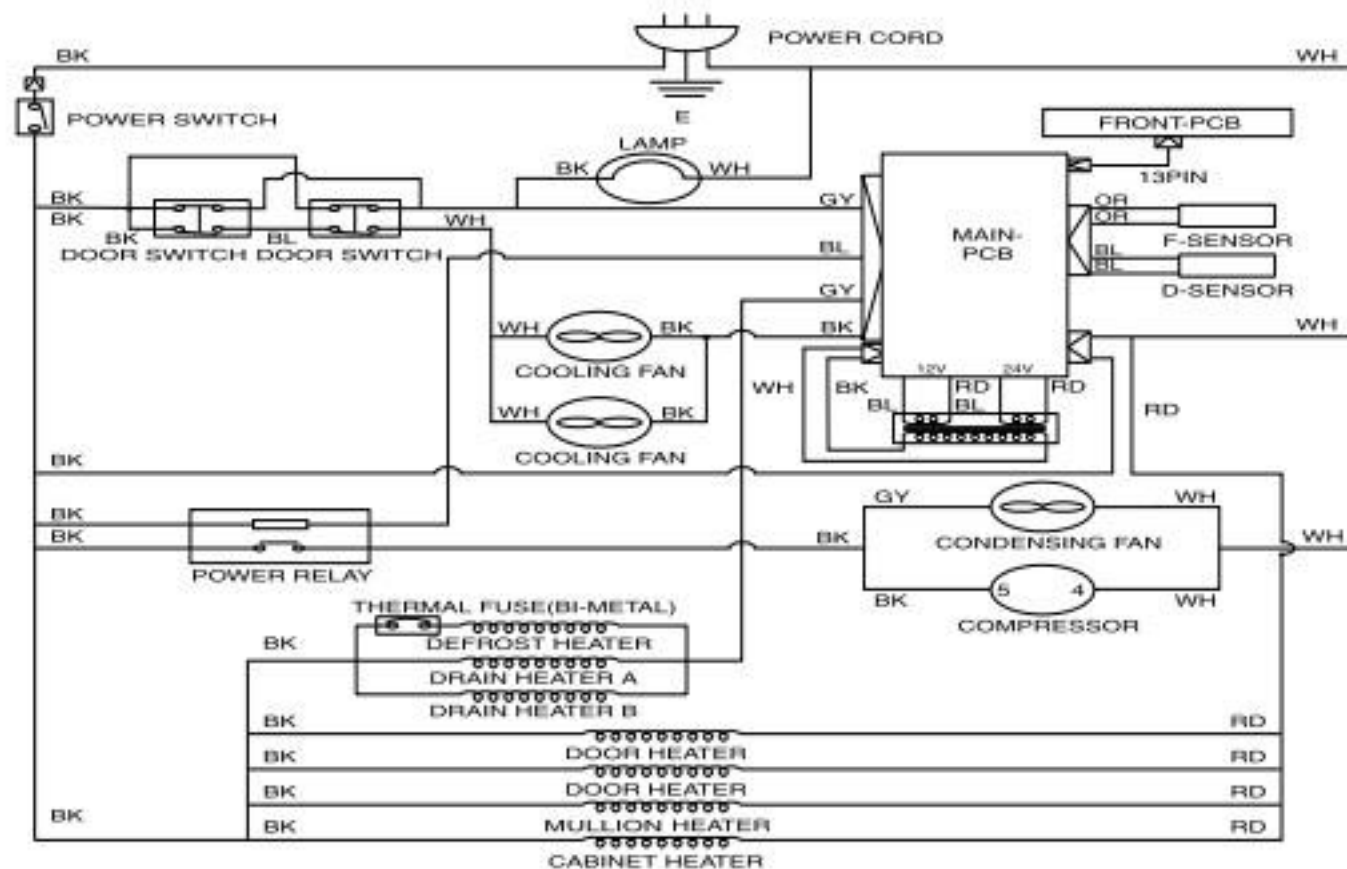 POWER CORD
BK
WH
POWER SWITCH
E
FRONT-PCB
LAMP
BK
WH
13PIN
BK
BK
WH
GY
OR
OR
F-SENSOR
BK
BL
DOOR SWITCH
DOOR SWITCH
BL
MAIN-
PCB
BL
BL
D-SENSOR
GY
WH
BK
BK
WH
COOLING FAN
12V
24V
WH
BK
RD
RD
BL
BL
RD
WH
BK
COOLING FAN
BK
GY
WH
BK
BK
BK
CONDENSING FAN
WH
POWER RELAY
BK
5
4
WH
COMPRESSOR
THERMAL FUSE(BI-METAL)
BK
DEFROST HEATER
DRAIN HEATER A
DRAIN HEATER B
BK
RD
DOOR HEATER
BK
RD
DOOR HEATER
BK
RD
MULLION HEATER
BK
BK
RD
CABINET HEATER